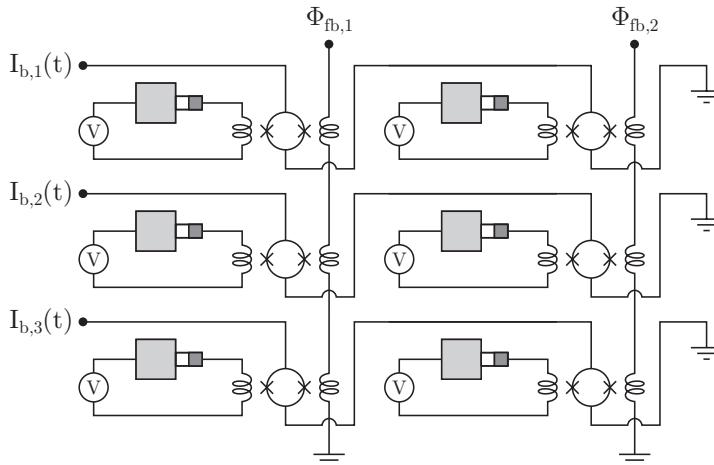 Φfb,1 Φfb,2
Ib,1(t)
V V
Ib,2(t)
V V
Ib,3(t)
V V